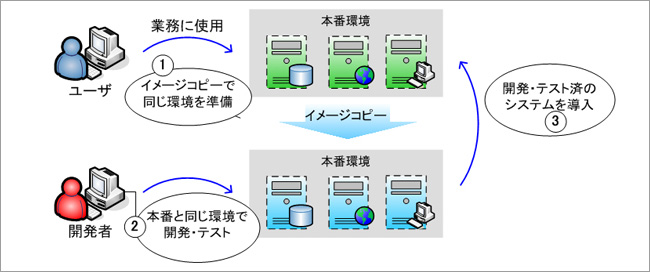 業務に使用
本番環境
ユーザ
1
イメージコピーで
同じ環境を準備
イメージコピー
開発・テスト済の
システムを導入
3
本番環境
開発者
2
本番と同じ環境で
開発・テスト